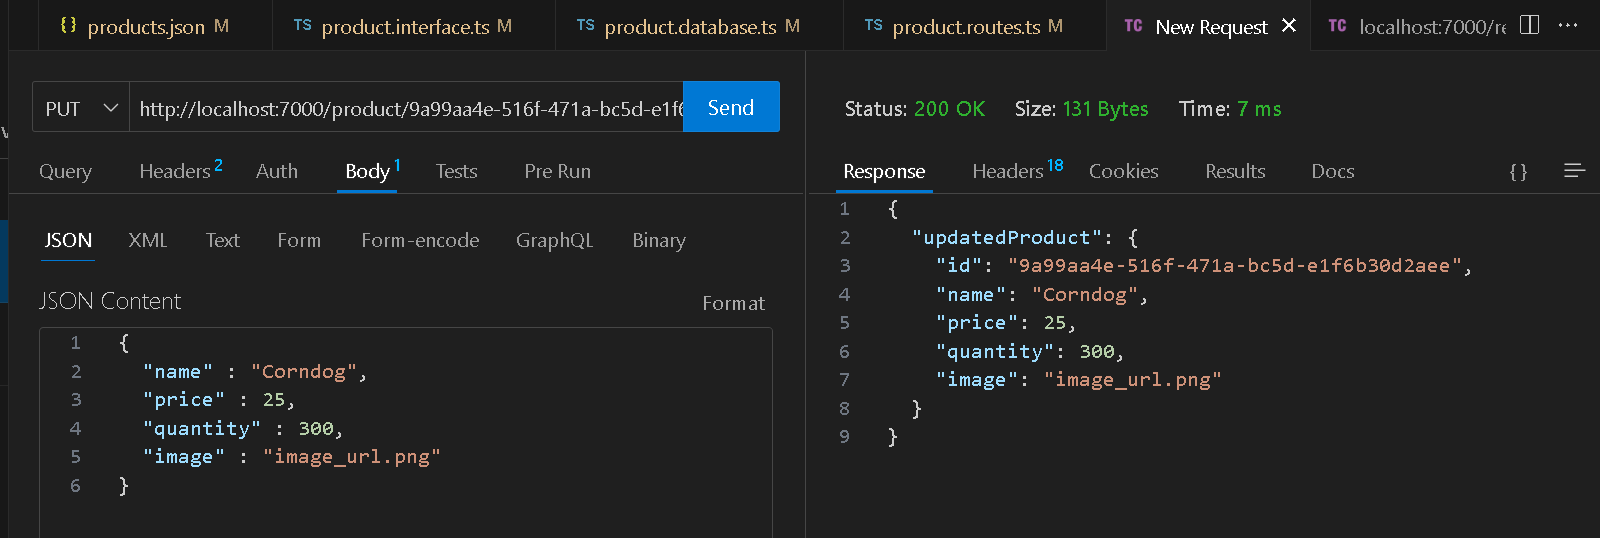 {} products.json M TS product.interface.ts M TS product.database.ts M TS product.routes.ts M TC New Request × TC localhost:7000/re ···
PUT http://localhost:7000/product/9a99aa4e-516f-471a-bc5d-e1f6 Send
Status: 200 OK Size: 131 Bytes Time: 7 ms
Query Headers 2 Auth Body 1 Tests Pre Run
JSON XML Text Form Form-encode GraphQL Binary
JSON Content Format
1 {
2 "name" : "Corndog",
3 "price" : 25,
4 "quantity" : 300,
5 "image" : "image_url.png"
6 }
Response Headers 18 Cookies Results Docs {}
1 {
2 "updatedProduct": {
3 "id": "9a99aa4e-516f-471a-bc5d-e1f6b30d2aee",
4 "name": "Corndog",
5 "price": 25,
6 "quantity": 300,
7 "image": "image_url.png"
8 }
9 }